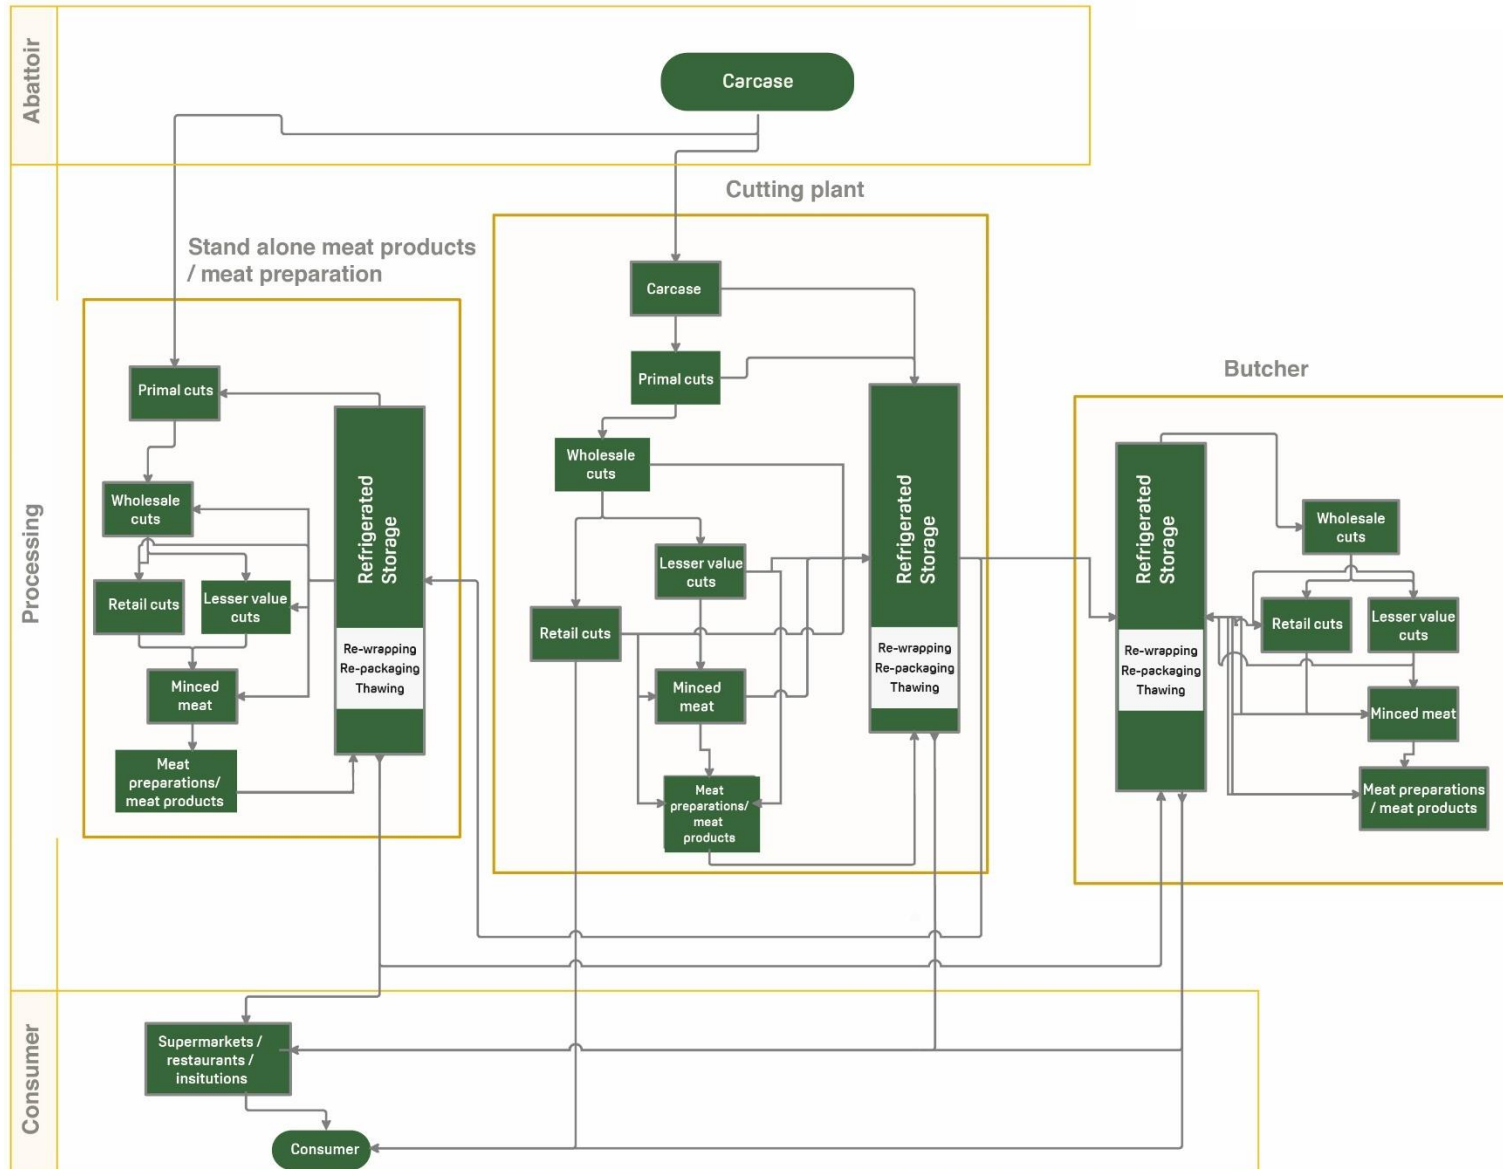 Abattoir
Carcase
Processing
Cutting plant
Stand alone meat products
/ meat preparation
Primal cuts
Wholesale
cuts
Retail cuts
Lesser value
cuts
Minced
meat
Meat
preparations/
meat products
Refrigerated
Storage
Re-wrapping
Re-packaging
Thawing
Carcase
Primal cuts
Wholesale
cuts
Lesser value
cuts
Retail cuts
Minced
meat
Meat
preparations/
meat
products
Refrigerated
Storage
Re-wrapping
Re-packaging
Thawing
Butcher
Refrigerated
Storage
Re-wrapping
Re-packaging
Thawing
Wholesale
cuts
Retail cuts
Lesser value
cuts
Minced meat
Meat preparations
/ meat products
Consumer
Supermarkets /
restaurants /
insitutions
Consumer